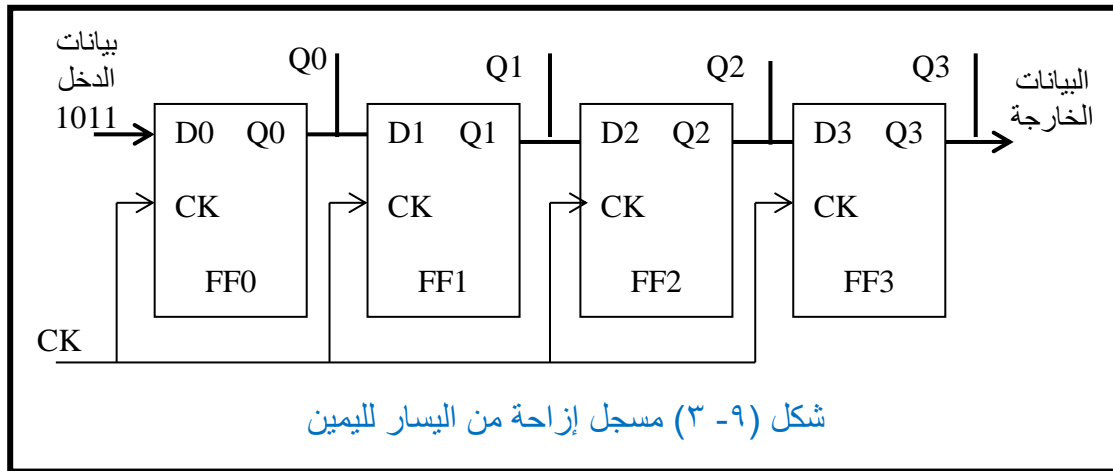 بيانات
الدخل
1011
Q0
Q1
Q2
Q3
البيانات
الخارجة
D0 Q0
D1 Q1
D2 Q2
D3 Q3
CK
CK
CK
CK
FF0
FF1
FF2
FF3
CK
شكل (٩- ٣) مسجل إزاحة من اليسار لليمين